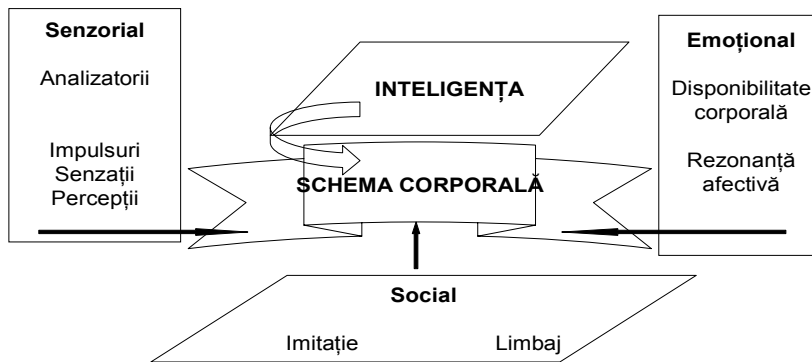 Senzorial
Analizatorii
Impulsuri
Senzații
Percepții
INTELIGENȚA
SCHEMA CORPORALĂ
Emoțional
Disponibilitate
corporală
Rezonanță
afectivă
Social
Imitație Limbaj